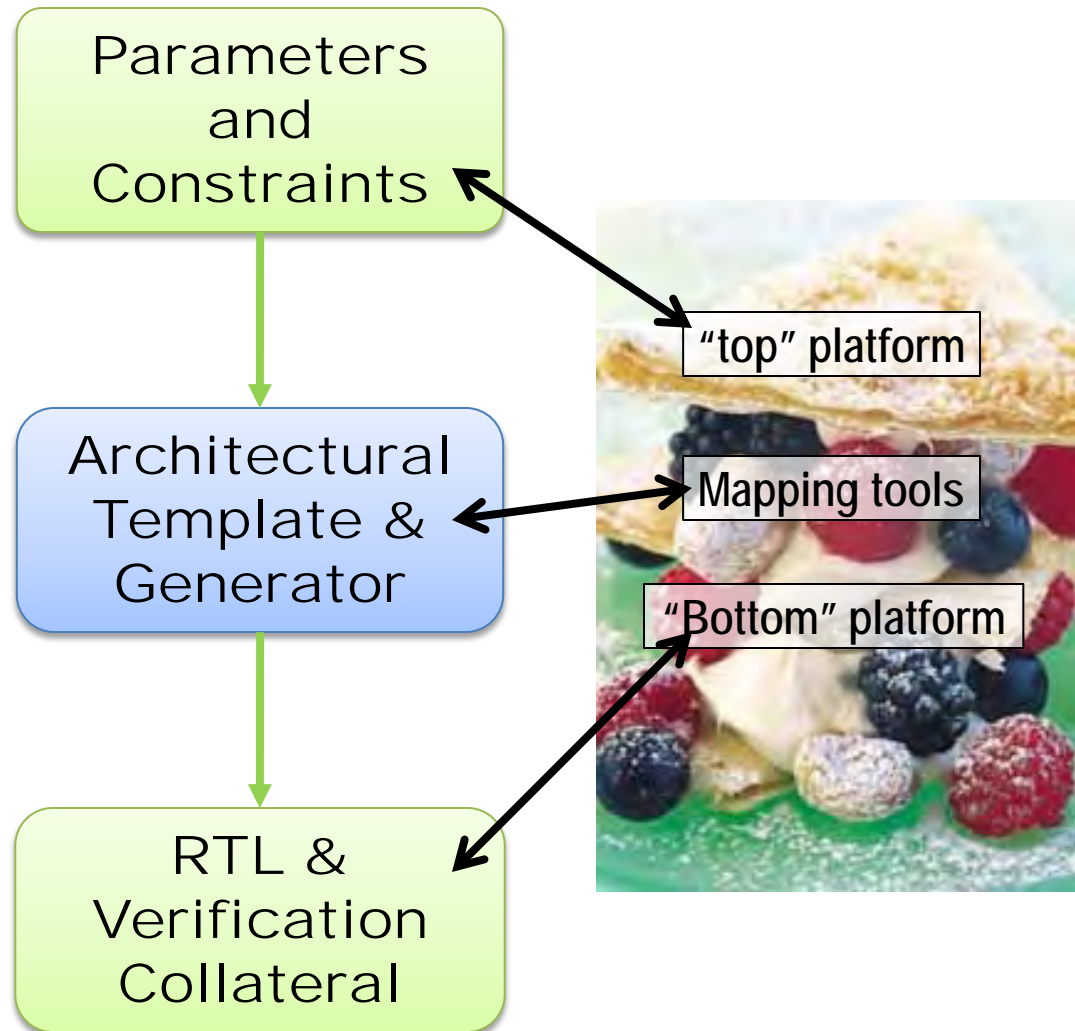 Parameters
and
Constraints
“top” platform
Architectural
Template &
Generator
Mapping tools
“Bottom” platform
RTL &
Verification
Collateral